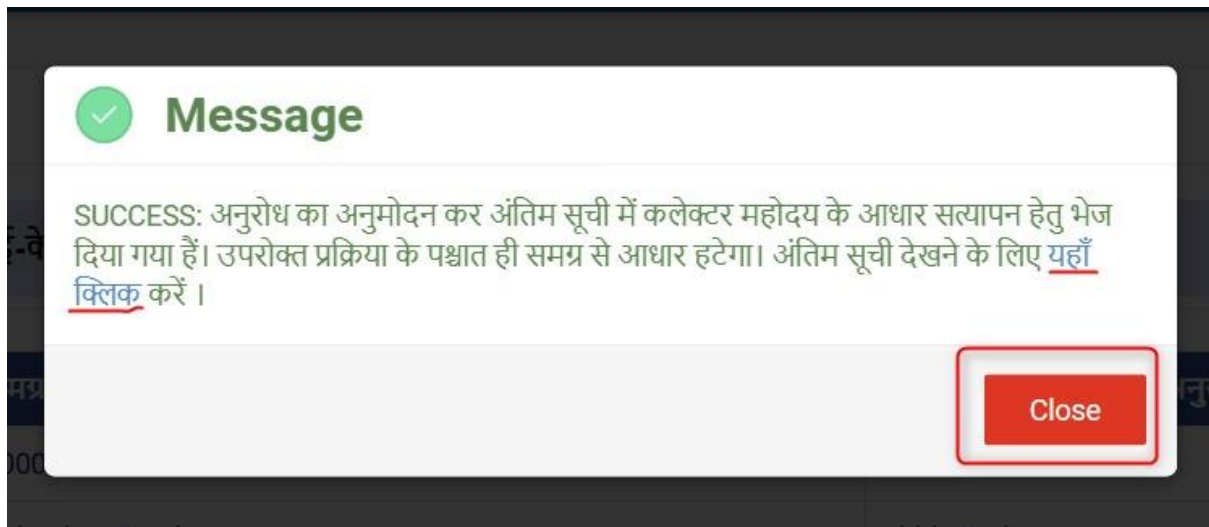 Message
SUCCESS: अनुरोध का अनुमोदन कर अंतिम सूची में कलेक्टर महोदय के आधार सत्यापन हेतु भेज
दिया गया हैं। उपरोक्त प्रक्रिया के पश्चात ही समग्र से आधार हटेगा। अंतिम सूची देखने के लिए यहाँ
क्लिक करें ।
Close